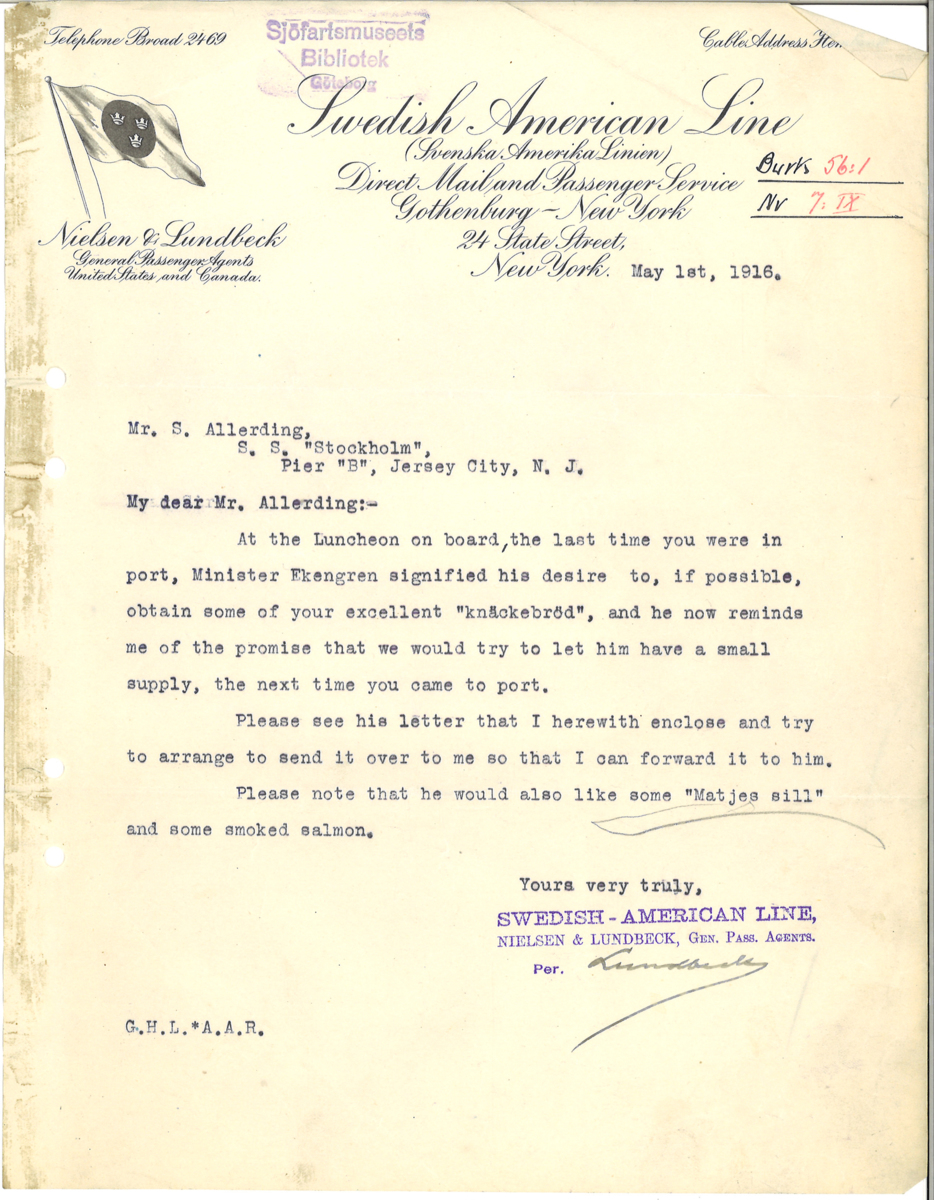 Telephone Broad 2469
Sjöfartsmuseets
Bibliotek
Göteborg
Cable Address
Swedish American Line
(Svenska Amerika Linien)
Direct Mail and Passenger Service
Gothenburg - New York
24 State Street,
New York. May 1st, 1916.
Burk 56:1
Nr 7:IX
Nielsen & Lundbeck
General Passenger Agents
United States and Canada.
Mr. S. Allerding,
S. S. "Stockholm",
Pier "B", Jersey City, N. J.
My dear Mr. Allerding:-
At the Luncheon on board, the last time you were in
port, Minister Ekengren signified his desire to, if possible,
obtain some of your excellent "knäckebröd", and he now reminds
me of the promise that we would try to let him have a small
supply, the next time you came to port.
Please see his letter that I herewith enclose and try
to arrange to send it over to me so that I can forward it to him.
Please note that he would also like some "Matjes sill"
and some smoked salmon.
Yours very truly,
SWEDISH-AMERICAN LINE,
NIELSEN & LUNDBECK, GEN. PASS. AGENTS.
Per. Lundbeck
G.H.L.*A.A.R.